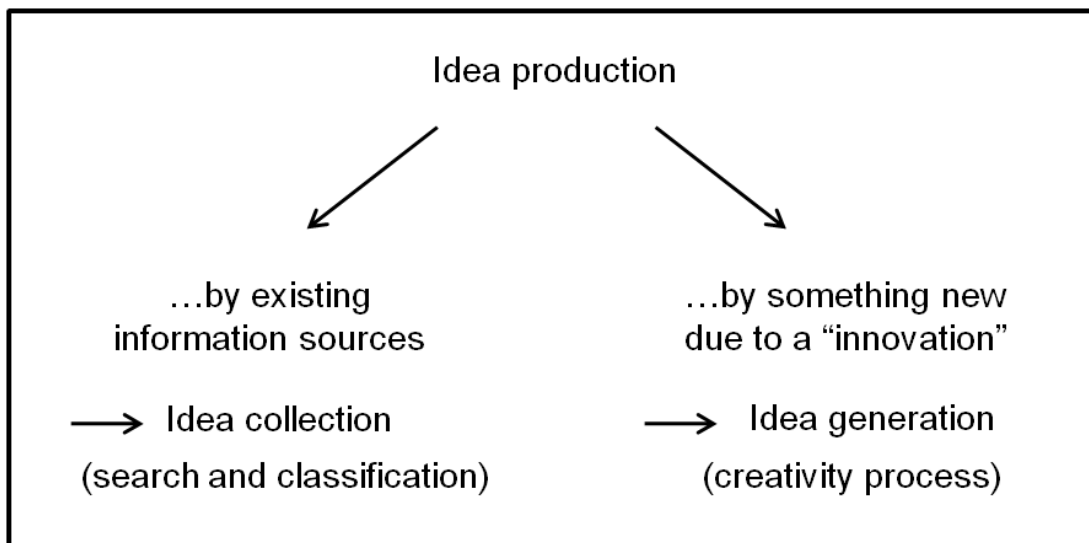 Idea production
…by existing
information sources
…by something new
due to a “innovation”
Idea collection
(search and classification)
Idea generation
(creativity process)